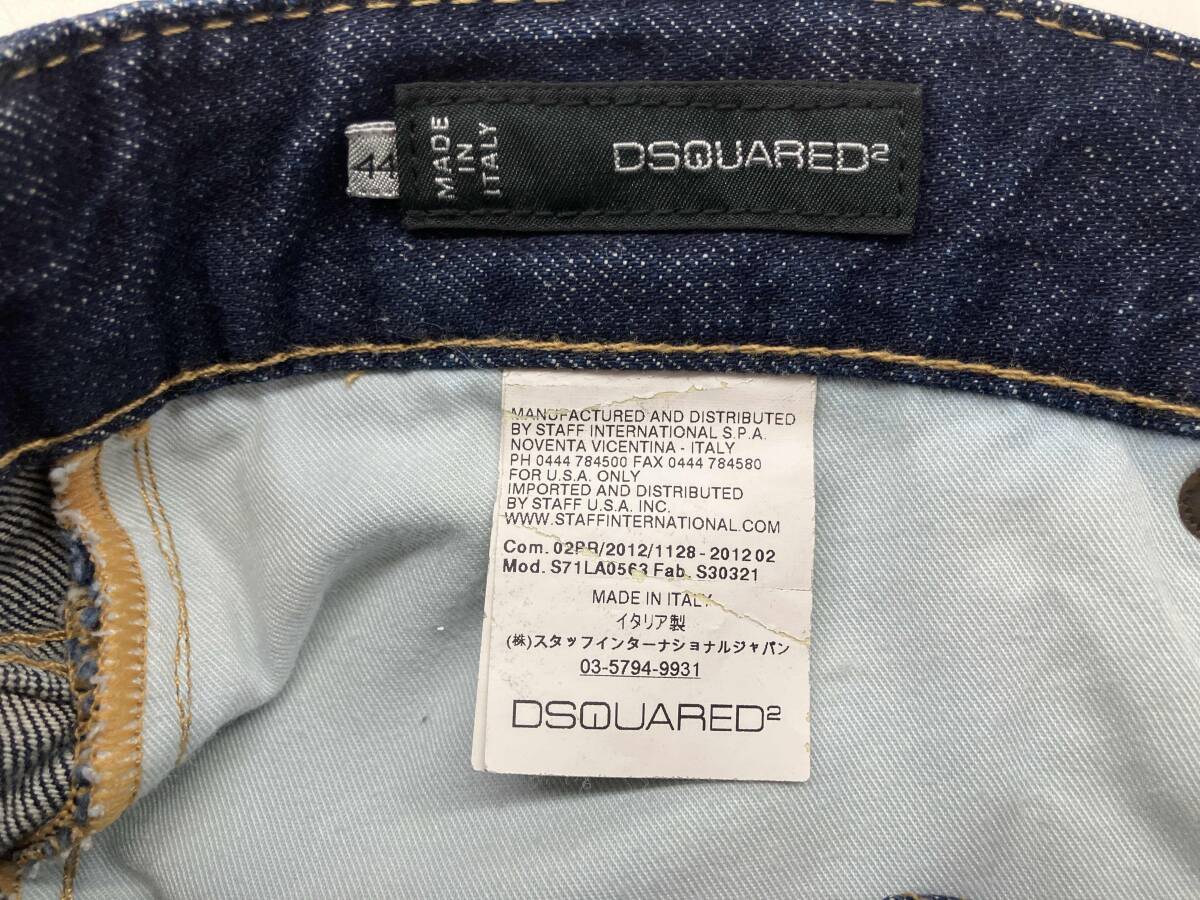 44
MADE
IN
ITALY
DSQUARED²
MANUFACTURED AND DISTRIBUTED
BY STAFF INTERNATIONAL S.P.A.
NOVENTA VICENTINA - ITALY
PH 0444 784500 FAX 0444 784580
FOR U.S.A. ONLY
IMPORTED AND DISTRIBUTED
BY STAFF U.S.A. INC.
WWW.STAFFINTERNATIONAL.COM
Com. 02PR/2012/1128 - 2012 02
Mod. S71LA0563 Fab. S30321
MADE IN ITALY
イタリア製
(株)スタッフインターナショナルジャパン
03-5794-9931
DSQUARED²